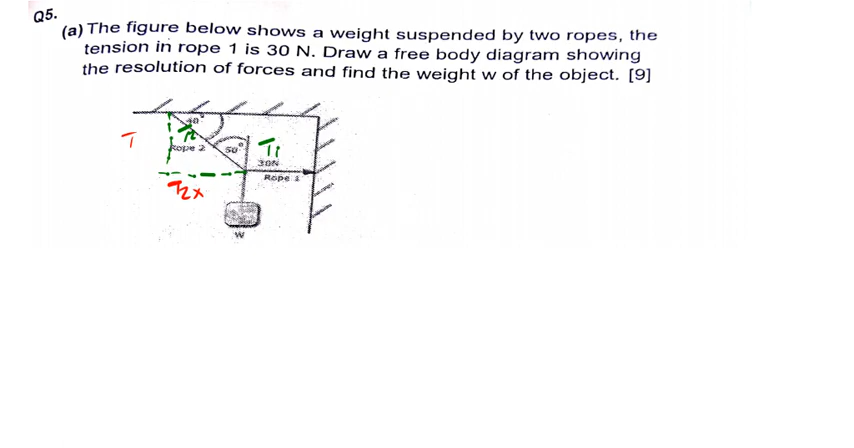 Q5.
(a) The figure below shows a weight suspended by two ropes, the
tension in rope 1 is 30 N. Draw a free body diagram showing
the resolution of forces and find the weight w of the object. [9]
40°
T2
T
Rope 2
50°
T1
30N
Rope 1
T2x
W